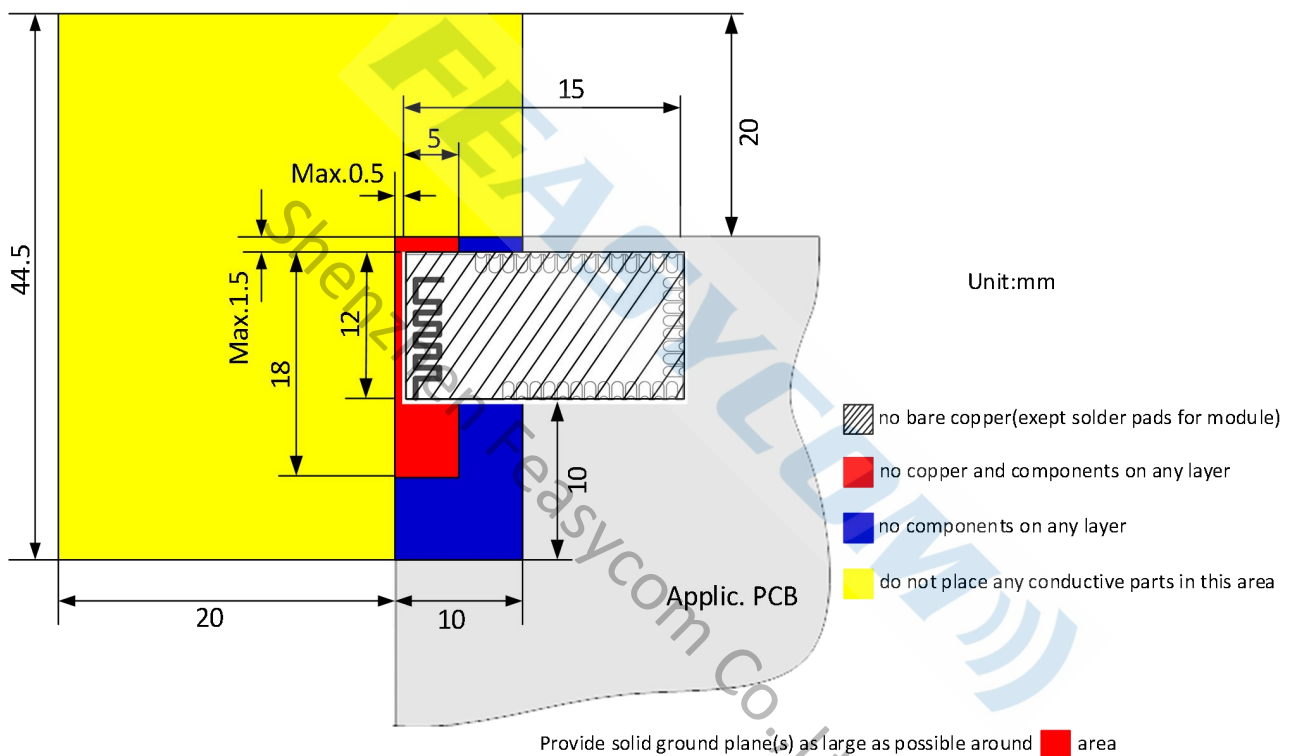 15
5
20
Max.0.5
FEASYCOM
Shenzhen Feasycom Co.,
44.5
Max.1.5
12
18
Unit:mm
no bare copper(exept solder pads for module)
no copper and components on any layer
10
no components on any layer
do not place any conductive parts in this area
Applic. PCB
20
10
Provide solid ground plane(s) as large as possible around area